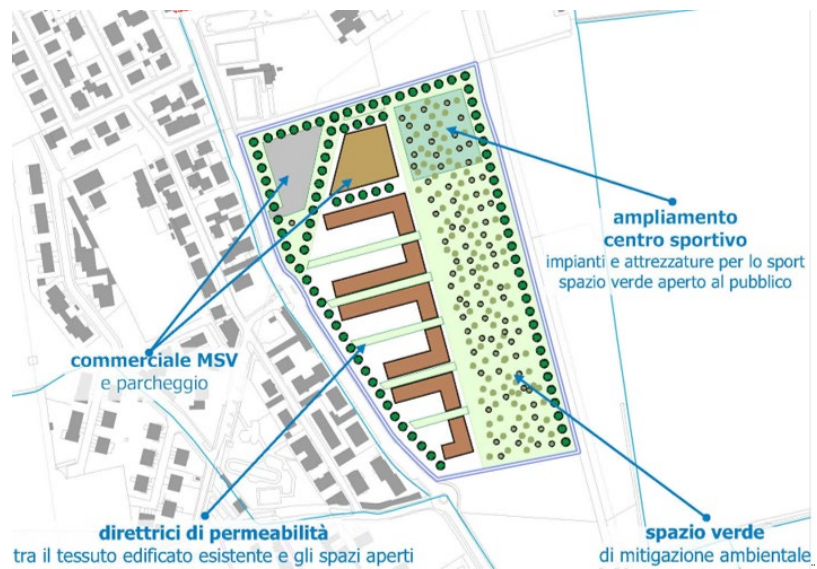 ampliamento
centro sportivo
impianti e attrezzature per lo sport
spazio verde aperto al pubblico
commerciale MSV
e parcheggio
direttrici di permeabilità
tra il tessuto edificato esistente e gli spazi aperti
spazio verde
di mitigazione ambientale